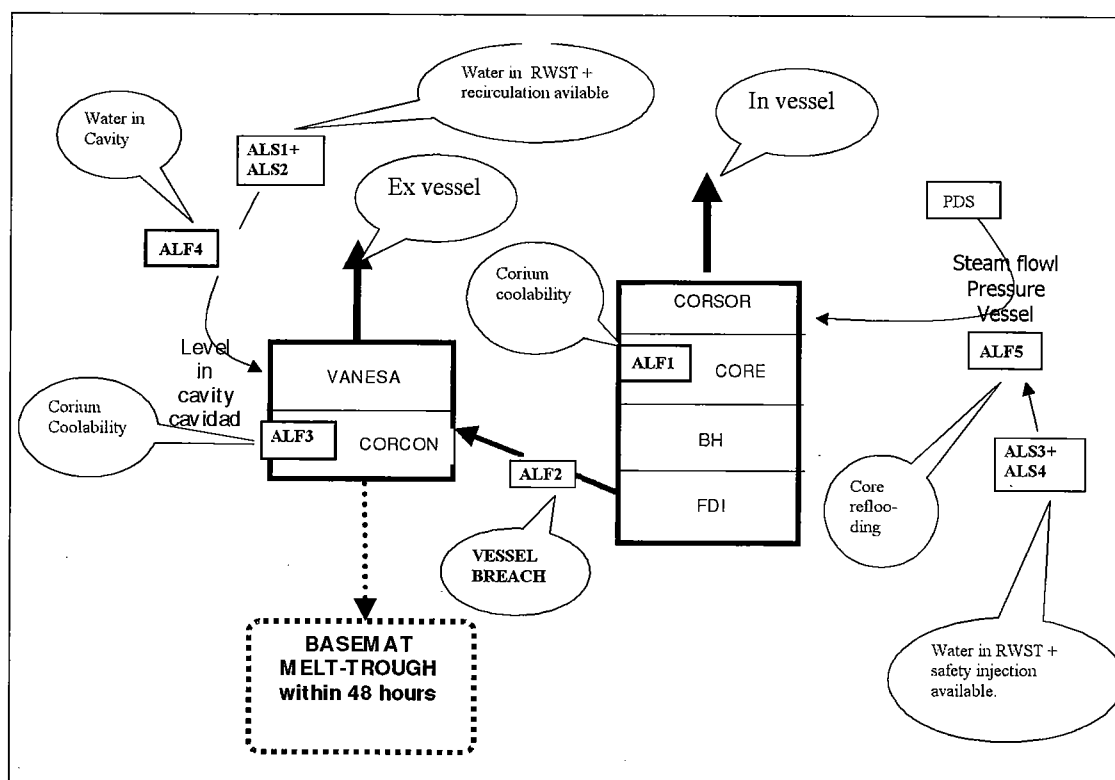 Water in RWST +
recirculation avilable
In vessel
Water in
Cavity
ALS1+
ALS2
Ex vessel
PDS
ALF4
Steam flowl
Pressure
Vessel
Corium
coolability
CORSOR
Level
in
cavity
cavidad
VANESA
ALF1
CORE
ALF5
Corium
Coolability
ALF3
CORCON
BH
ALS3+
ALS4
ALF2
FDI
Core
refloo-
ding
VESSEL
BREACH
BASEMAT
MELT-TROUGH
within 48 hours
Water in RWST +
safety injection
available.